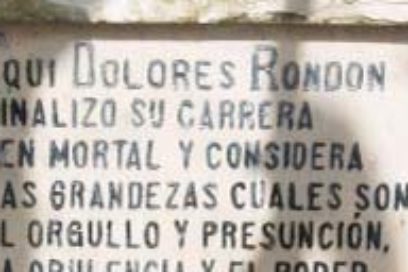 QUI DOLORES RONDON
INALIZO SU CARRERA
EN MORTAL Y CONSIDERA
AS GRANDEZAS CUALES SON
L ORGULLO Y PRESUNCIÓN,
A OPULENCIA Y EL PODER